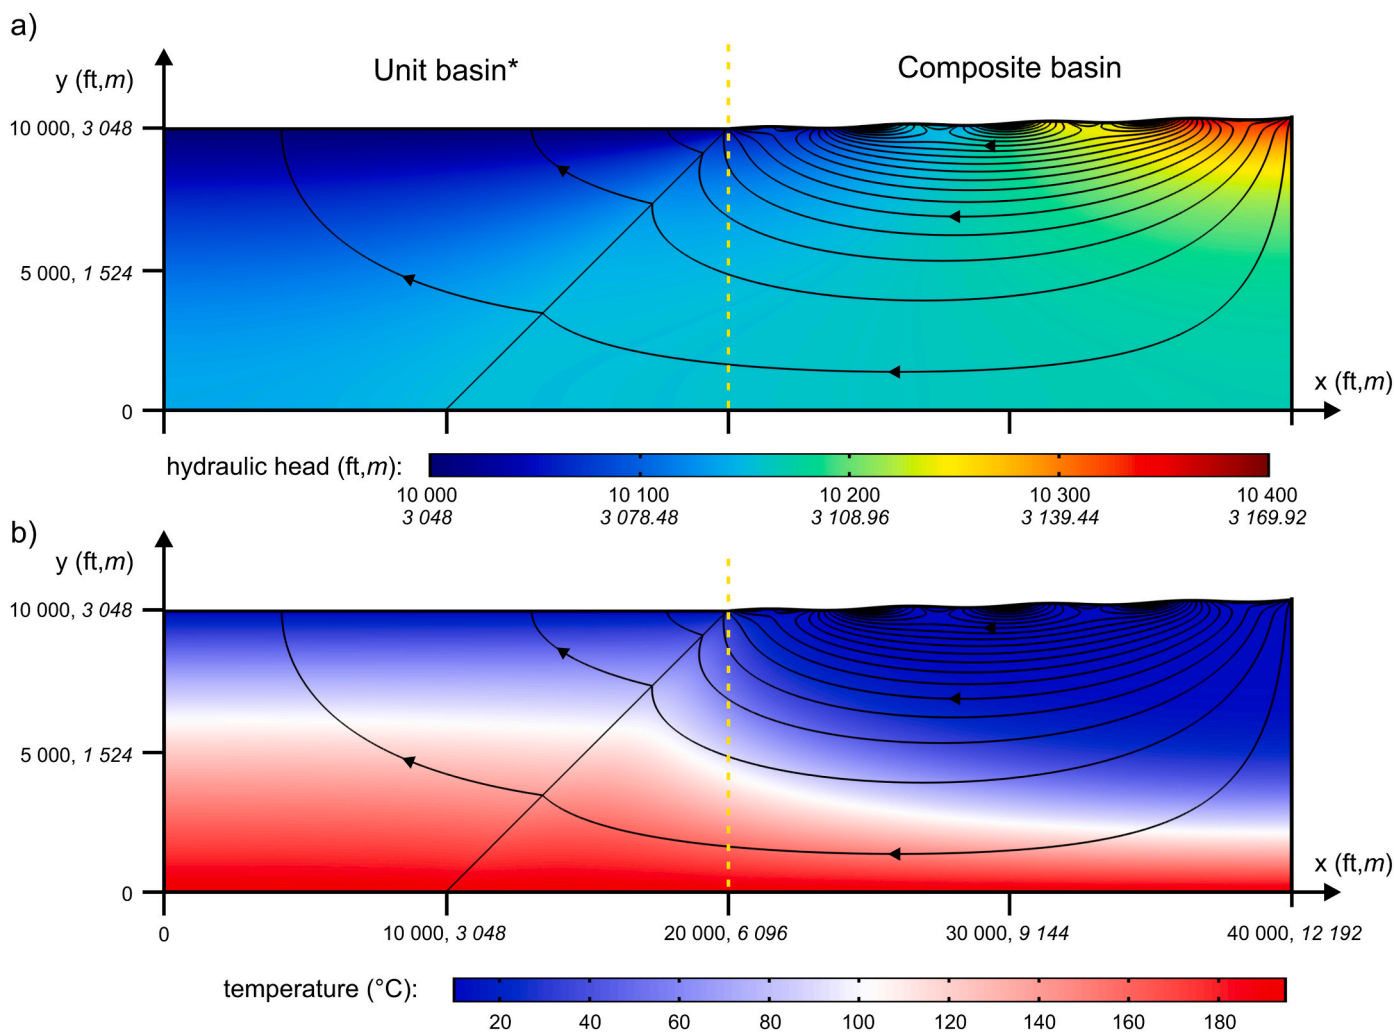 a)
Unit basin*
Composite basin
y (ft,m)
10 000, 3 048
5 000, 1 524
0
x (ft,m)
hydraulic head (ft,m):
10 000 10 100 10 200 10 300 10 400
3 048 3 078.48 3 108.96 3 139.44 3 169.92
b)
y (ft,m)
10 000, 3 048
5 000, 1 524
0
x (ft,m)
0 10 000, 3 048 20 000, 6 096 30 000, 9 144 40 000, 12 192
temperature (°C):
20 40 60 80 100 120 140 160 180